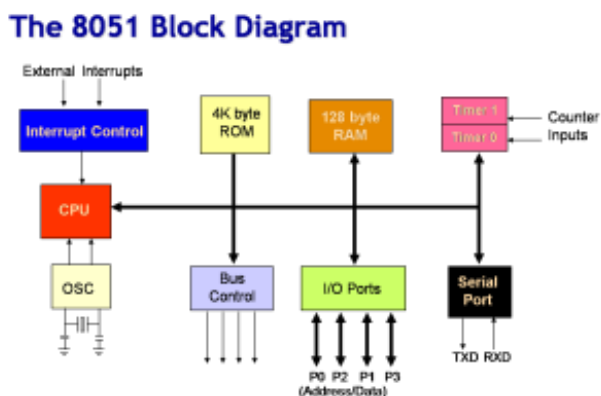 The 8051 Block Diagram
External Interrupts
Interrupt Control
4K byte
ROM
128 byte
RAM
Timer 1
Timer 0
Counter
Inputs
CPU
OSC
Bus
Control
I/O Ports
Serial
Port
P0 P2 P1 P3
(Address/Data)
TXD RXD